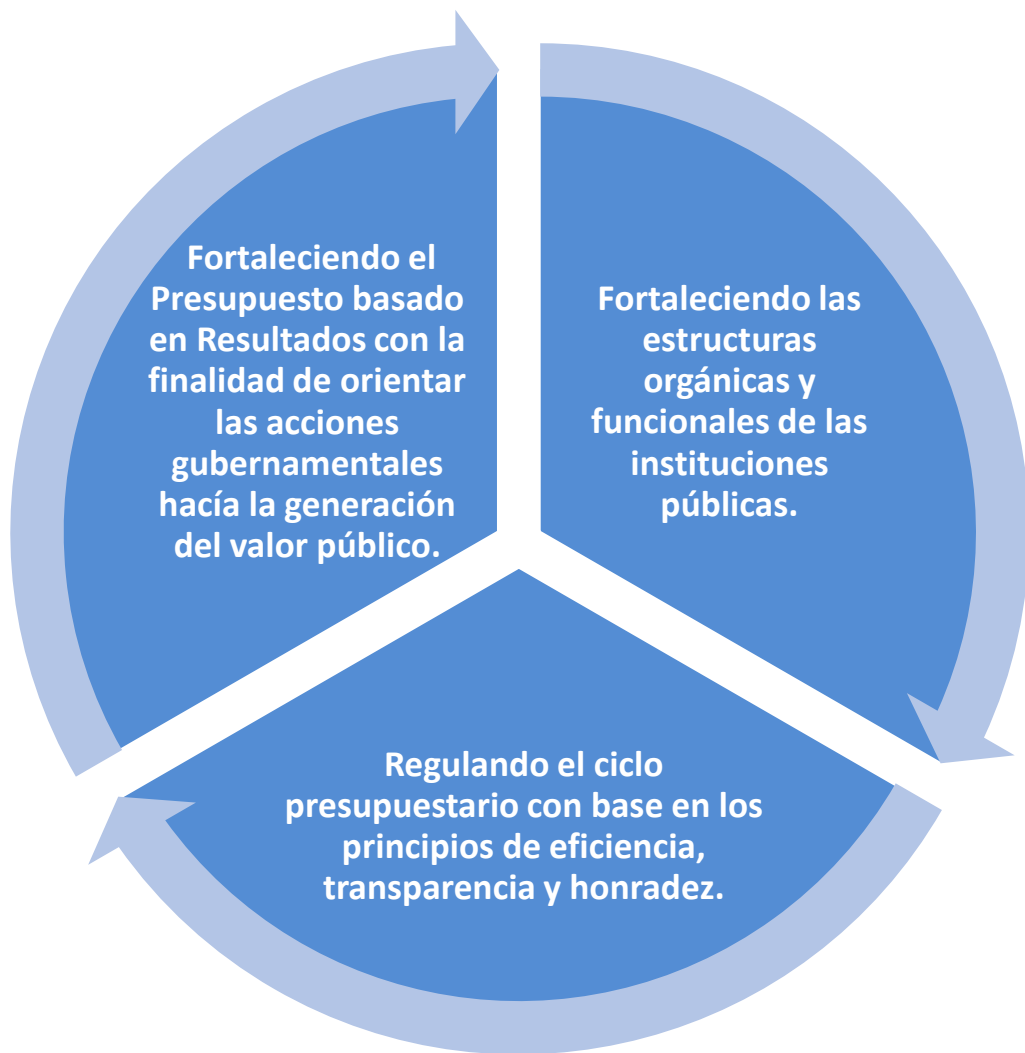 Fortaleciendo el
Presupuesto basado
en Resultados con la
finalidad de orientar
las acciones
gubernamentales
hacía la generación
del valor público.
Fortaleciendo las
estructuras
orgánicas y
funcionales de las
instituciones
públicas.
Regulando el ciclo
presupuestario con base en los
principios de eficiencia,
transparencia y honradez.